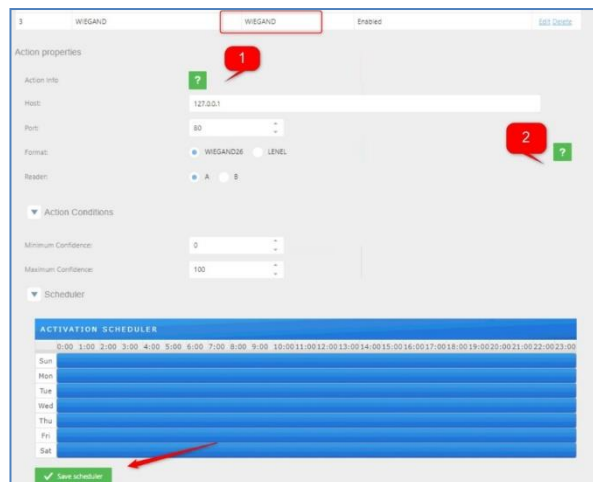 3 WIEGAND WIEGAND Enabled Edit Delete
Action properties
1
Action Info ?
Host: 127.0.0.1
Port: 60
2
Format: WIEGAND26 LENEL ?
Reader: A B
Action Conditions
Minimum Confidence: 0
Maximum Confidence: 100
Scheduler
ACTIVATION SCHEDULER
0:00 1:00 2:00 3:00 4:00 5:00 6:00 7:00 8:00 9:00 10:00 11:00 12:00 13:00 14:00 15:00 16:00 17:00 18:00 19:00 20:00 21:00 22:00 23:00
Sun
Mon
Tue
Wed
Thu
Fri
Sat
Save scheduler